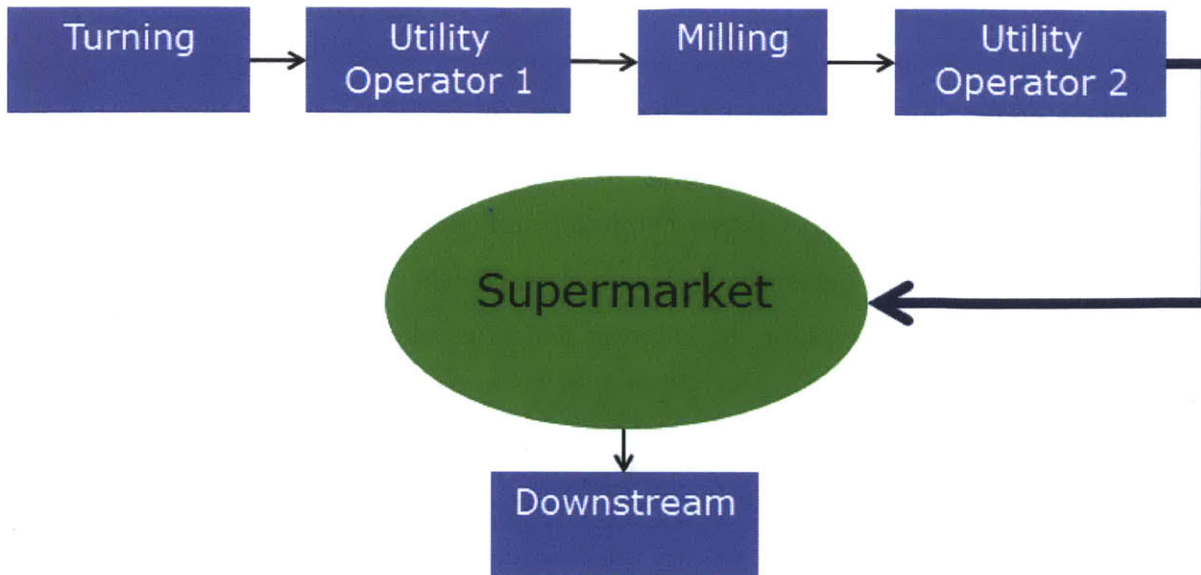 Turning
Utility
Operator 1
Milling
Utility
Operator 2
Supermarket
Downstream